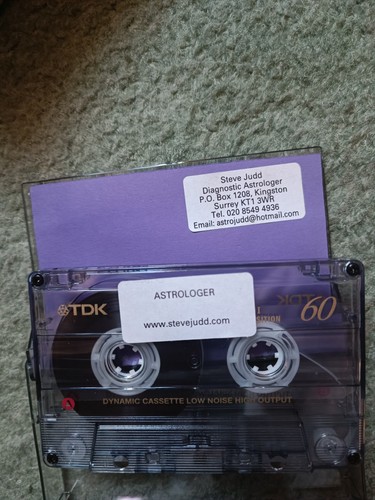 Steve Judd
Diagnostic Astrologer
P.O. Box 1208, Kingston
Surrey KT1 3WR
Tel. 020 8549 4936
Email: astrojudd@hotmail.com
ASTROLOGER
www.stevejudd.com
TDK
60
DYNAMIC CASSETTE LOW NOISE HIGH OUTPUT